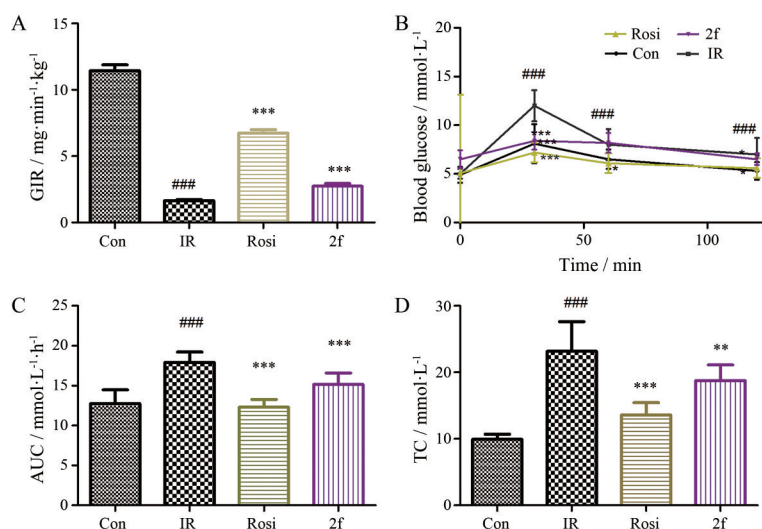 A
GIR / mg·min⁻¹·kg⁻¹
15
10
5
0
###
***
***
Con
IR
Rosi
2f
B
Blood glucose / mmol·L⁻¹
Rosi
2f
Con
IR
20
15
10
5
0
###
###
###
***
***
***
**
*
*
0
50
100
Time / min
C
AUC / mmol·L⁻¹·h⁻¹
25
20
15
10
5
0
###
***
***
Con
IR
Rosi
2f
D
TC / mmol·L⁻¹
30
20
10
0
###
***
**
Con
IR
Rosi
2f